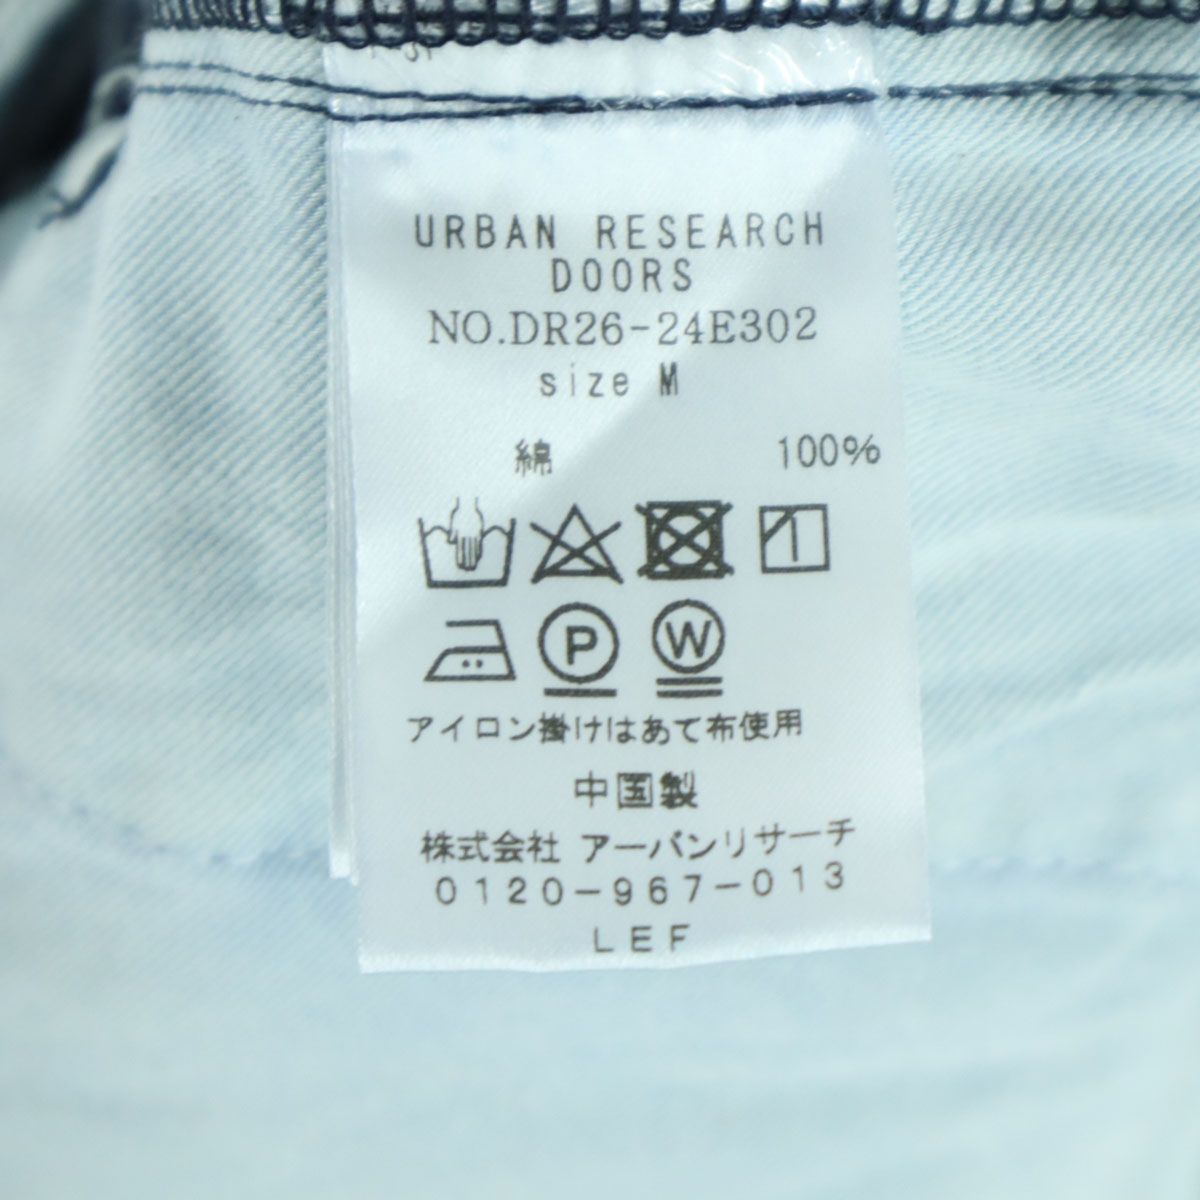 URBAN RESEARCH
DOORS
NO.DR26-24E302
size M
綿 100%
P W
アイロン掛けはあて布使用
中国製
株式会社 アーバンリサーチ
0120-967-013
LEF